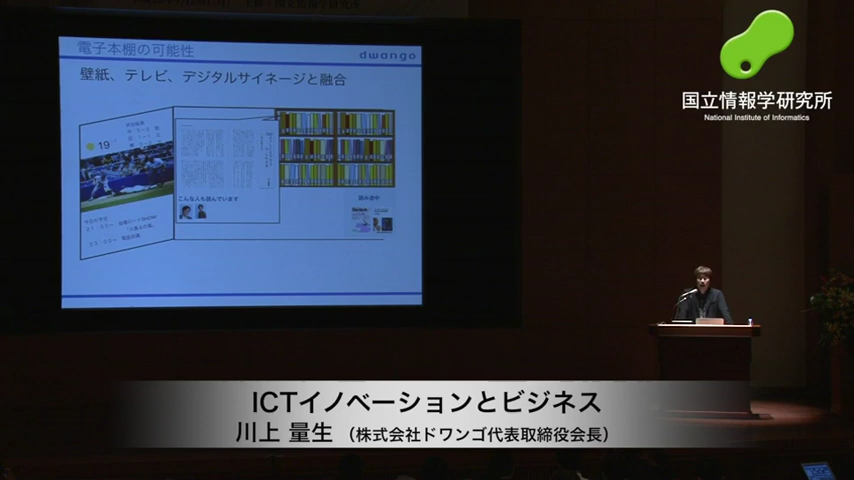 電子本棚の可能性
dwango
壁紙、テレビ、デジタルサイネージと融合
19
こんな人も読んでいます
読み途中
国立情報学研究所
National Institute of Informatics
ICTイノベーションとビジネス
川上 量生 （株式会社ドワンゴ代表取締役会長）